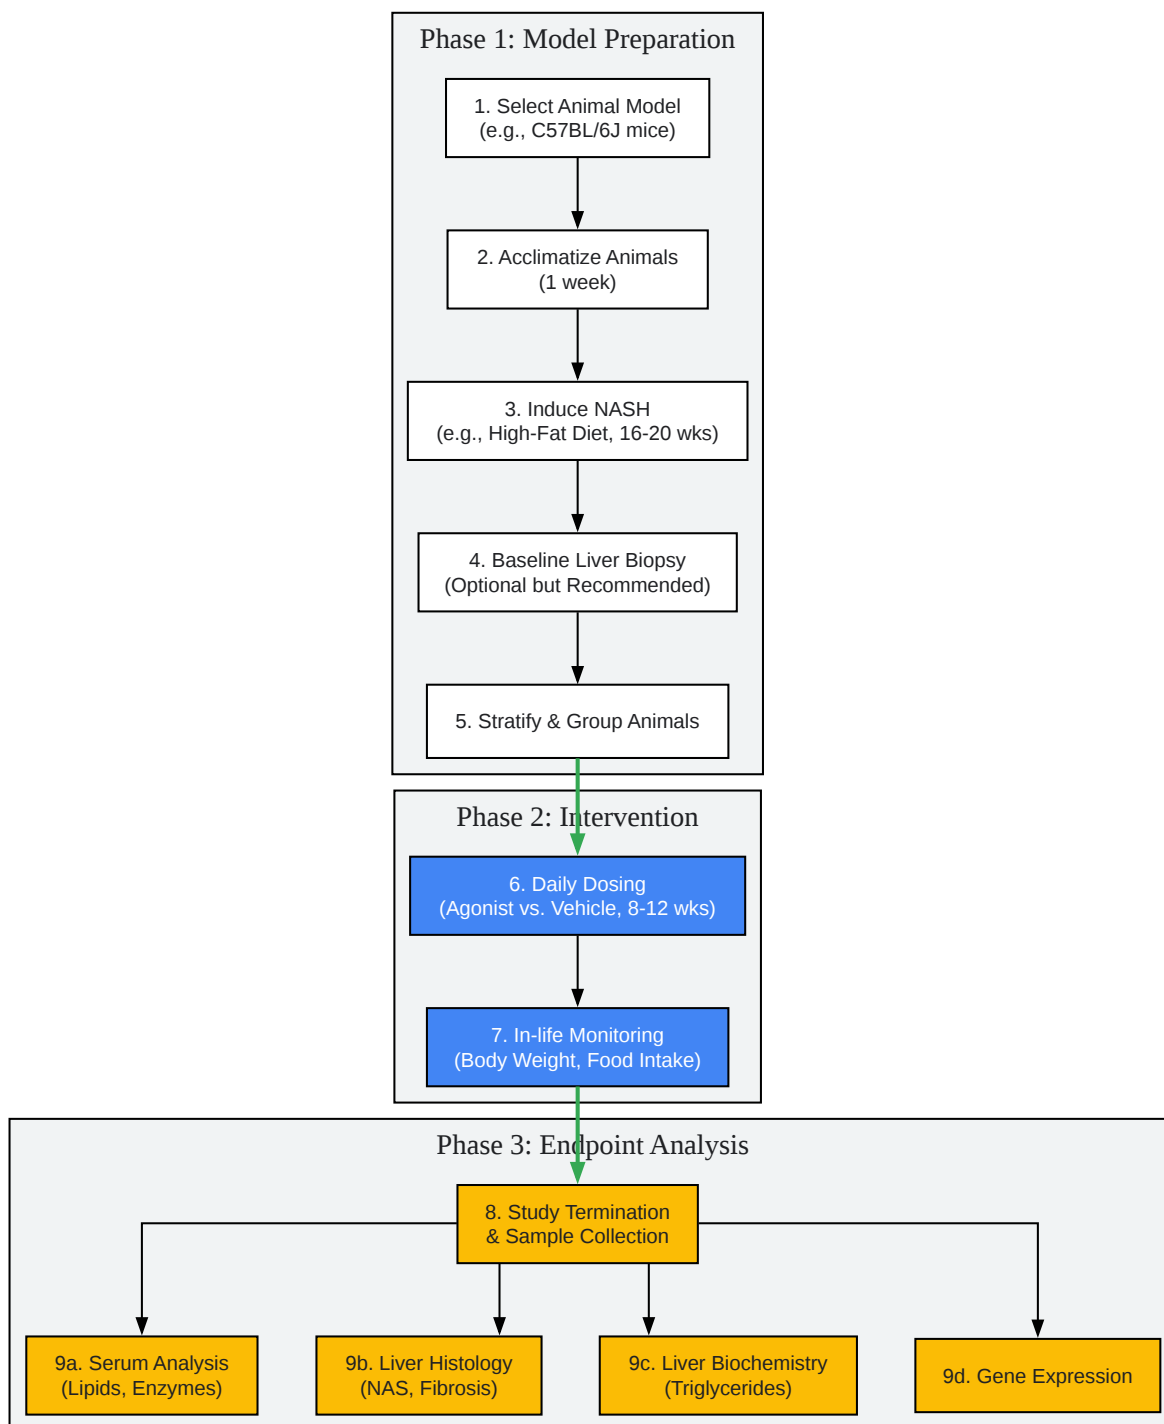 Phase 1: Model Preparation
1. Select Animal Model
(e.g., C57BL/6J mice)
2. Acclimatize Animals
(1 week)
3. Induce NASH
(e.g., High-Fat Diet, 16-20 wks)
4. Baseline Liver Biopsy
(Optional but Recommended)
5. Stratify & Group Animals
Phase 2: Intervention
6. Daily Dosing
(Agonist vs. Vehicle, 8-12 wks)
7. In-life Monitoring
(Body Weight, Food Intake)
Phase 3: Endpoint Analysis
8. Study Termination
& Sample Collection
9a. Serum Analysis
(Lipids, Enzymes)
9b. Liver Histology
(NAS, Fibrosis)
9c. Liver Biochemistry
(Triglycerides)
9d. Gene Expression